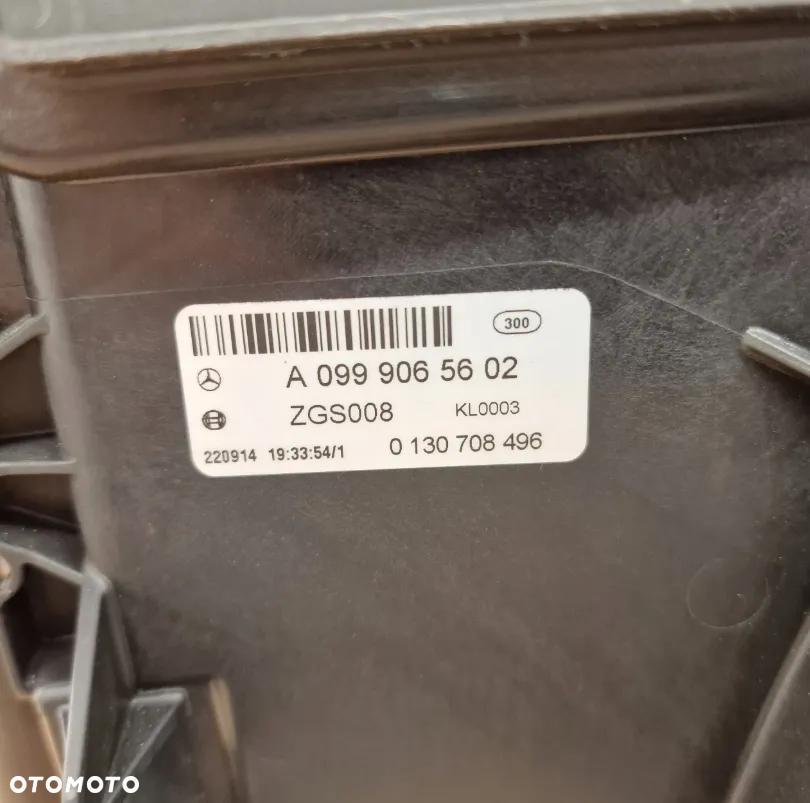 300
A 099 906 56 02
ZGS008 KL0003
220914 19:33:54/1 0 130 708 496
OTOMOTO